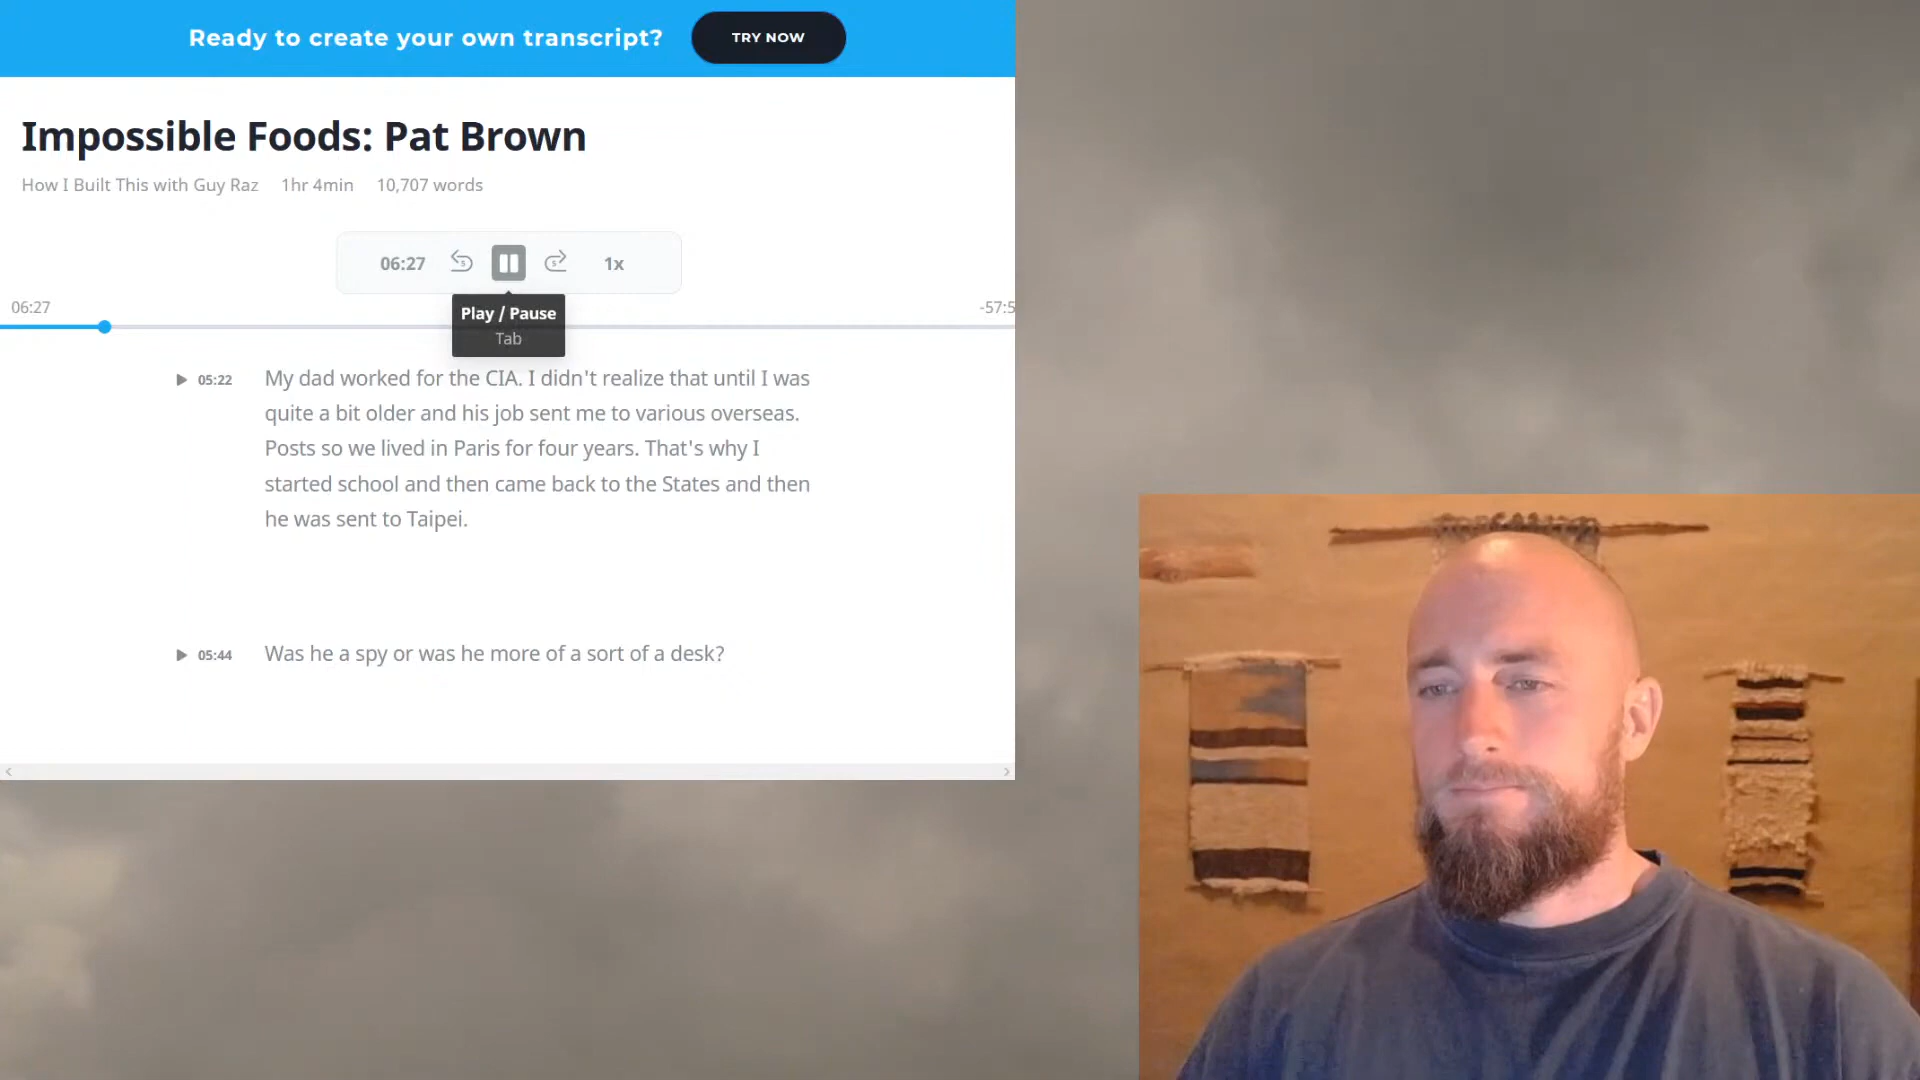 Ready to create your own transcript?
TRY NOW
Impossible Foods: Pat Brown
How I Built This with Guy Raz 1hr 4min 10,707 words
06:27 5 5 1x
06:27 -57:5
Play / Pause
Tab
05:22 My dad worked for the CIA. I didn't realize that until I was
quite a bit older and his job sent me to various overseas.
Posts so we lived in Paris for four years. That's why I
started school and then came back to the States and then
he was sent to Taipei.
05:44 Was he a spy or was he more of a sort of a desk?